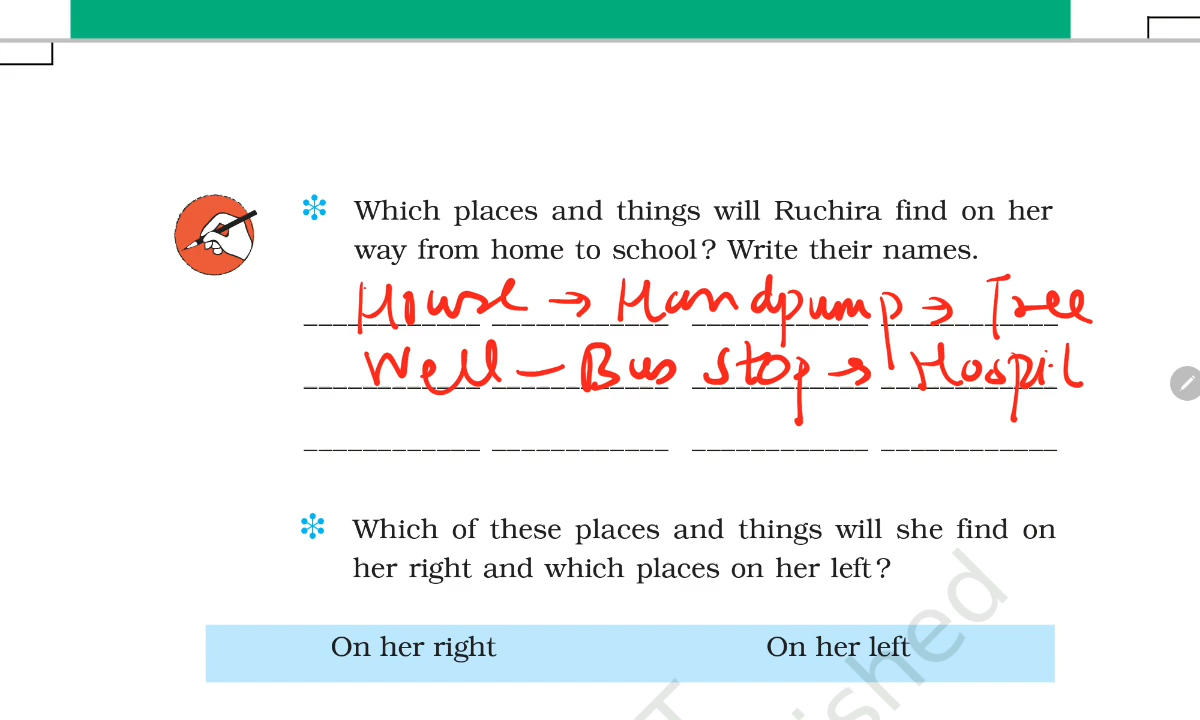 Which places and things will Ruchira find on her
way from home to school? Write their names.
House → Handpump → Tree
Well – Bus stop → Hospitl
Which of these places and things will she find on
her right and which places on her left?
On her right On her left